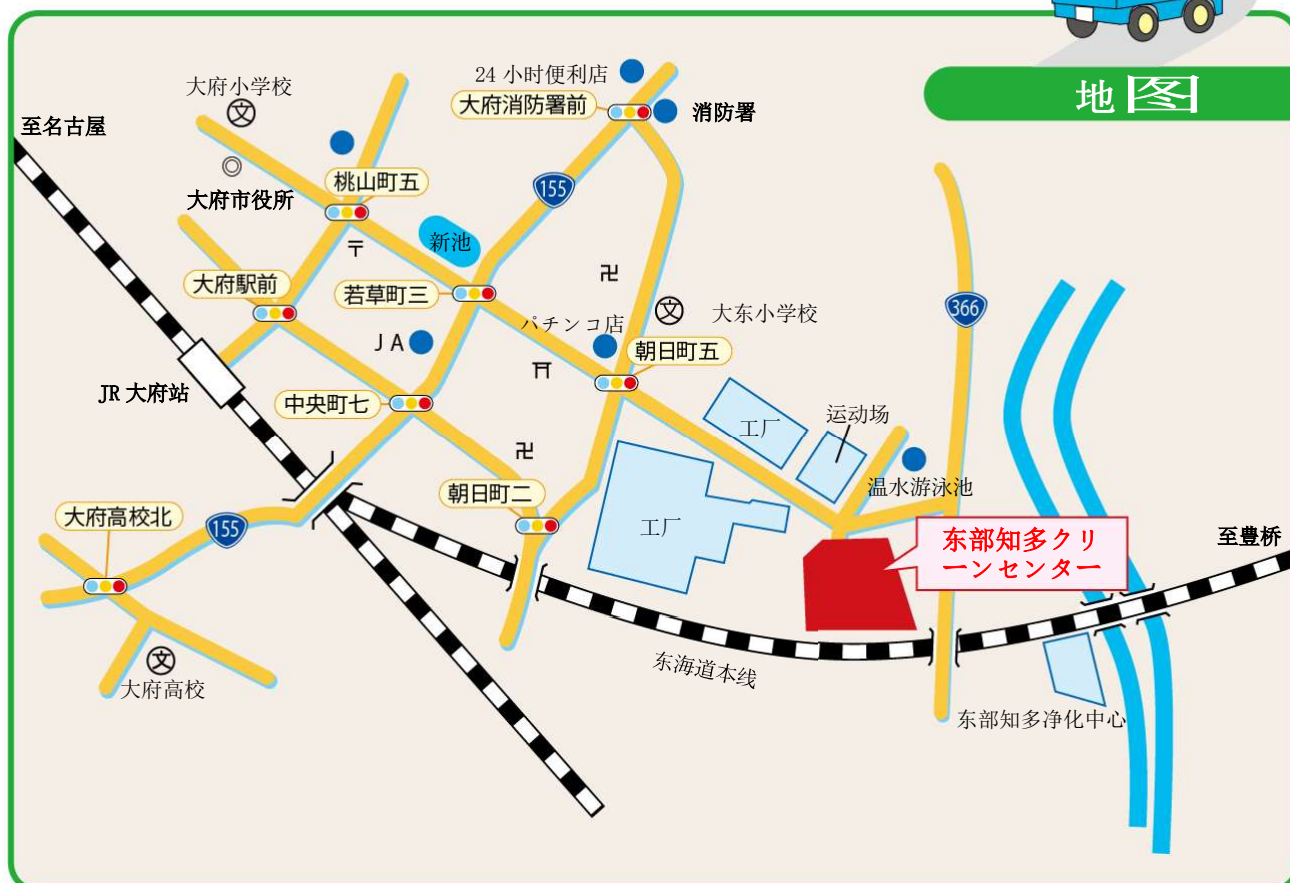 地图
24 小时便利店
大府小学校
文
大府消防署前
消防署
至名古屋
大府市役所
桃山町五
155
〒
新池
卍
大府駅前
若草町三
文
大东小学校
366
パチンコ店
JA
朝日町五
JR 大府站
中央町七
工厂
运动场
卍
温水游泳池
朝日町二
大府高校北
155
工厂
东部知多クリ
ーンセンター
至豊桥
文
大府高校
东海道本线
东部知多净化中心